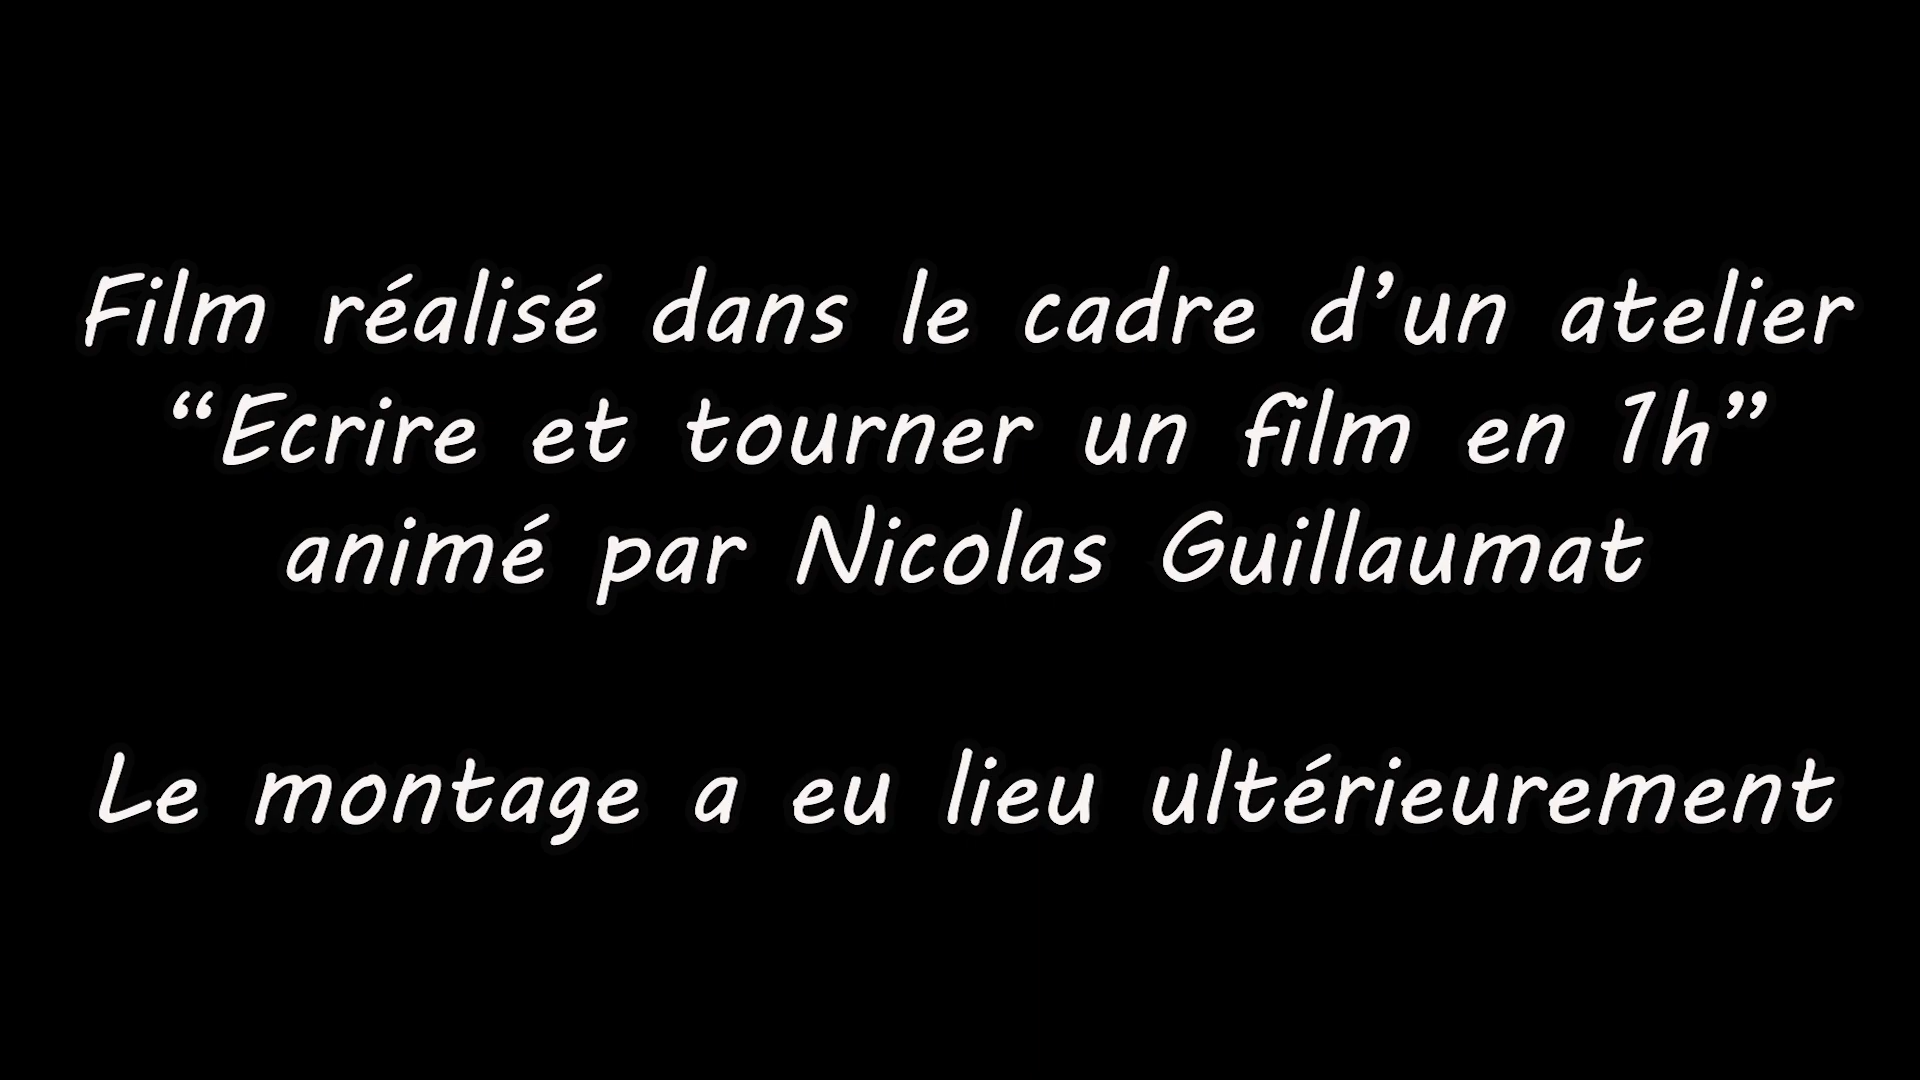 Film réalisé dans le cadre d’un atelier
“Ecrire et tourner un film en 1h”
animé par Nicolas Guillaumat
Le montage a eu lieu ultérieurement